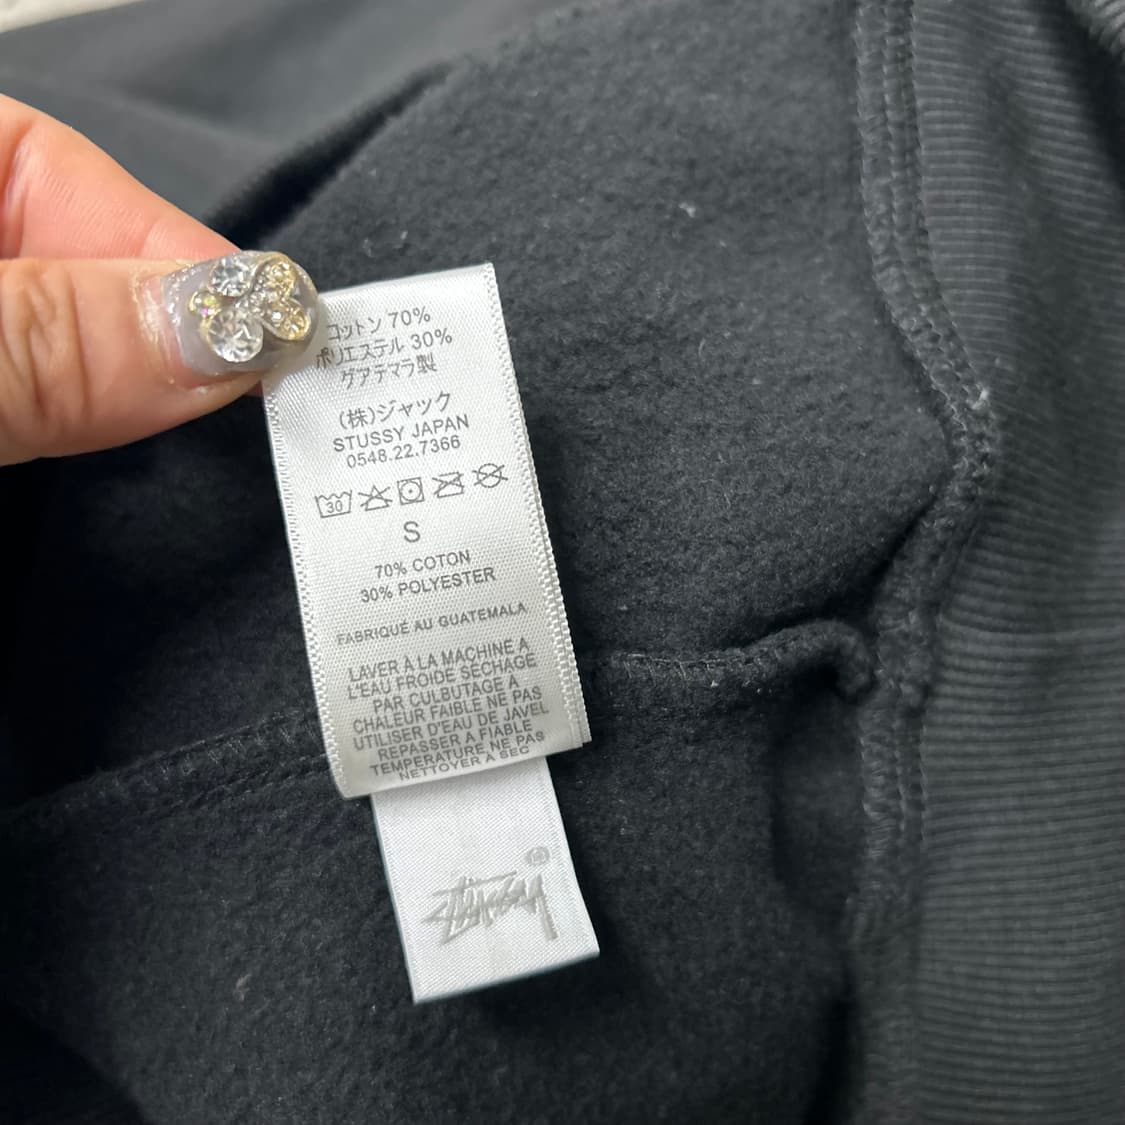 コットン 70%
ポリエステル 30%
グアテマラ製
(株)ジャック
STUSSY JAPAN
0548.22.7366
30
S
70% COTON
30% POLYESTER
FABRIQUÉ AU GUATEMALA
LAVER À LA MACHINE A
L'EAU FROIDE SÉCHAGE
PAR CULBUTAGE À
CHALEUR FAIBLE NE PAS
UTILISER D'EAU DE JAVEL
REPASSER A FIABLE
TEMPERATURE NE PAS
NETTOYER A SEC
Stussy ®